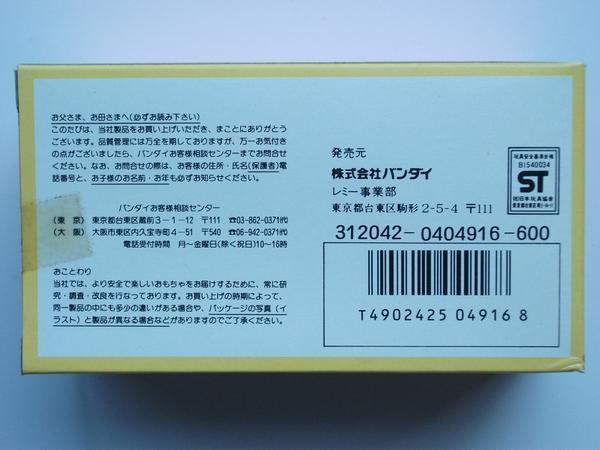 お父さま、お母さまへ(必ずお読み下さい)
このたびは、当社製品をお買い上げいただき、まことにありがとう
ございます。品質管理には万全を期しておりますが、万一お気付き
の点がございましたら、バンダイお客様相談センターまでお問合せ
ください。なお、お問合せの際は、お客様の住所・氏名(保護者)電
話番号と、お子様のお名前・お年も必ずお知らせください。
バンダイお客様相談センター
(東 京) 東京都台東区蔵前3－1－12 〒111 ☎03-862-0371㈹
(大 阪) 大阪市東区内久宝寺町4－51 〒540 ☎06-942-0371㈹
電話受付時間 月～金曜日(除く祝日)10～16時
おことわり
当社では、より安全で楽しいおもちゃをお届けするために、常に研
究・調査・改良を行なっております。お買い上げの時期によって、
同一製品の中にも多少の違いがある場合や、パッケージの写真(イ
ラスト)と製品が異なる場合などがありますのでご了承ください。
発売元
株式会社バンダイ
レミー事業部
東京都台東区駒形2-5-4 〒111
玩具安全基準合格
BI540034
ST
312042-0404916-600
T4902425 04916 8